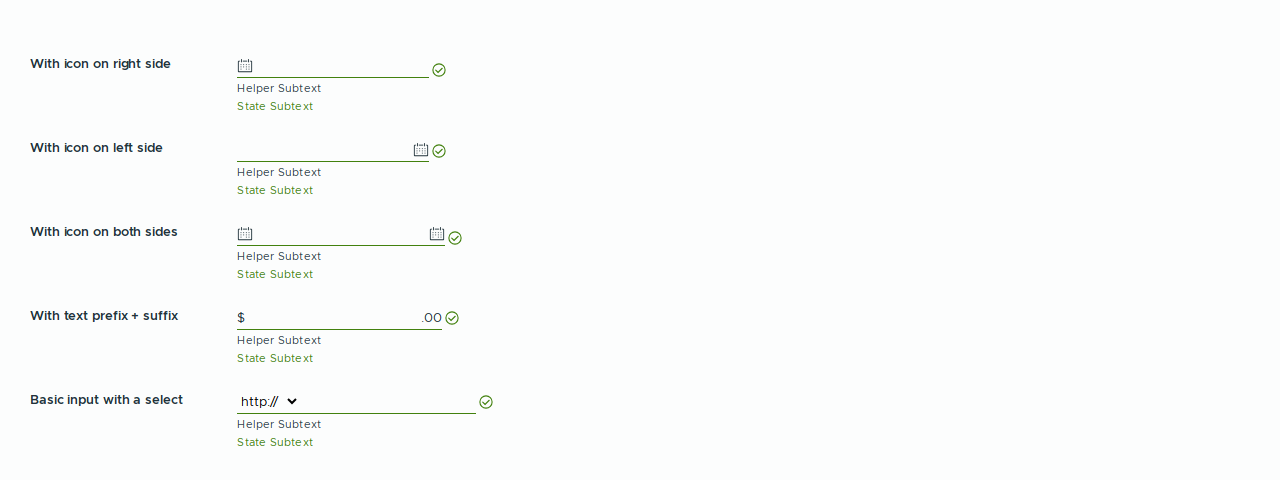 With icon on right side
Helper Subtext
State Subtext
With icon on left side
Helper Subtext
State Subtext
With icon on both sides
Helper Subtext
State Subtext
With text prefix + suffix
$ .00
Helper Subtext
State Subtext
Basic input with a select
http://
Helper Subtext
State Subtext